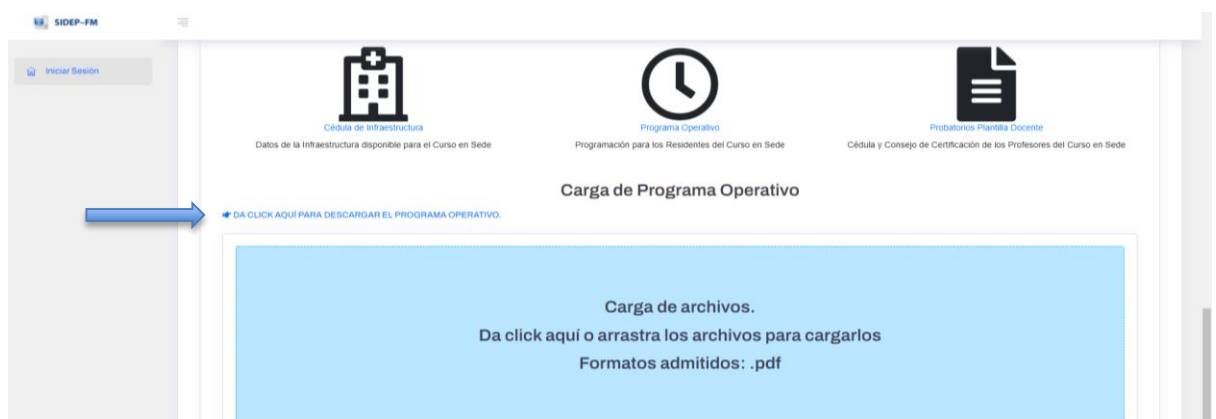 SIDEP-FM
Iniciar Sesión
Cédula de Infraestructura
Programa Operativo
Probatorios Plantilla Docente
Datos de la Infraestructura disponible para el Curso en Sede
Programación para los Residentes del Curso en Sede
Cédula y Consejo de Certificación de los Profesores del Curso en Sede
Carga de Programa Operativo
DA CLICK AQUÍ PARA DESCARGAR EL PROGRAMA OPERATIVO.
Carga de archivos.
Da click aquí o arrastra los archivos para cargarlos
Formatos admitidos: .pdf